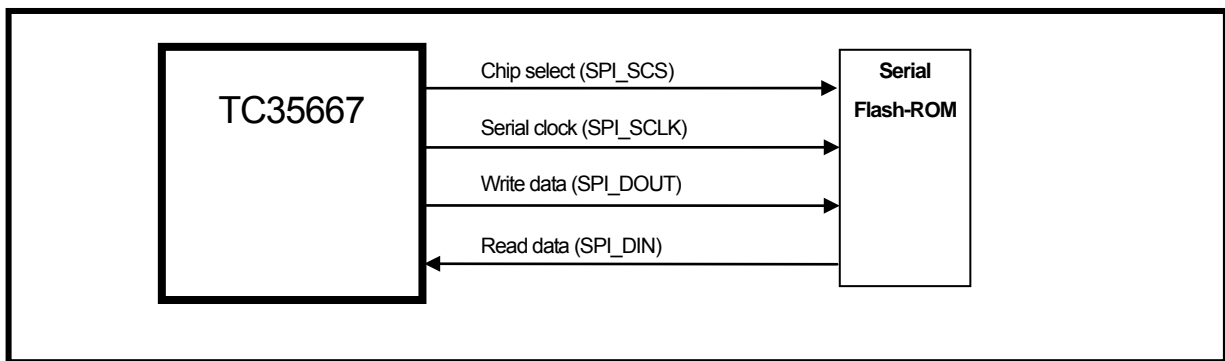 TC35667
Chip select (SPI_SCS)
Serial clock (SPI_SCLK)
Write data (SPI_DOUT)
Read data (SPI_DIN)
Serial
Flash-ROM